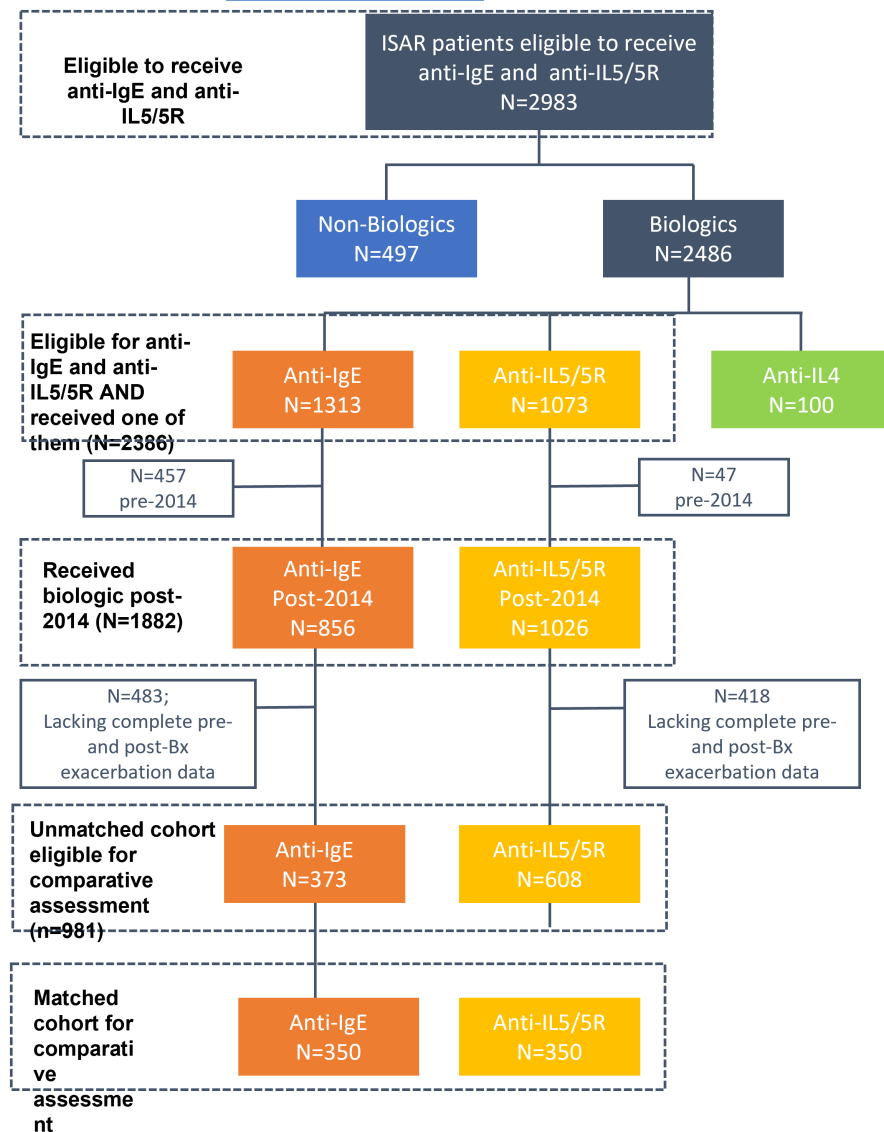 Eligible to receive
anti-IgE and anti-
IL5/5R
ISAR patients eligible to receive
anti-IgE and anti-IL5/5R
N=2983
Non-Biologics
N=497
Biologics
N=2486
Eligible for anti-
IgE and anti-
IL5/5R AND
received one of
them (N=2386)
Anti-IgE
N=1313
Anti-IL5/5R
N=1073
Anti-IL4
N=100
N=457
pre-2014
N=47
pre-2014
Received
biologic post-
2014 (N=1882)
Anti-IgE
Post-2014
N=856
Anti-IL5/5R
Post-2014
N=1026
N=483;
Lacking complete pre-
and post-Bx
exacerbation data
N=418
Lacking complete pre-
and post-Bx
exacerbation data
Unmatched cohort
eligible for
comparative
assessment
(n=981)
Anti-IgE
N=373
Anti-IL5/5R
N=608
Matched
cohort for
comparati
ve
assessme
nt
Anti-IgE
N=350
Anti-IL5/5R
N=350